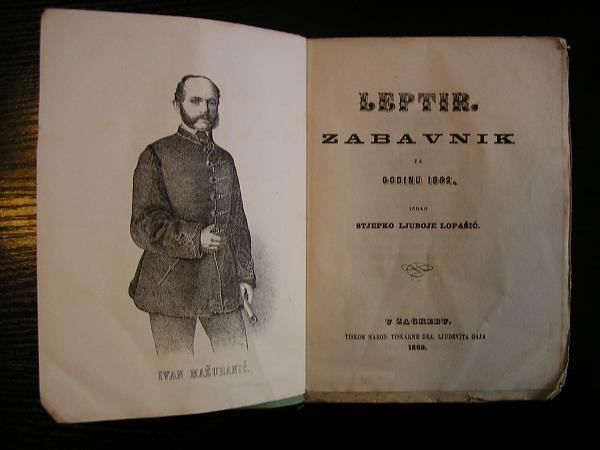 IVAN MAŽURANIĆ.
LEPTIR.
ZABAVNIK
ZA
GODINU 1862.
IZDAO
STJEPKO LJUBOJE LOPAŠIĆ.
U ZAGREBU.
TISKOM NAROD. TISKARNE DRA. LJUDEVITA GAJA
1862.